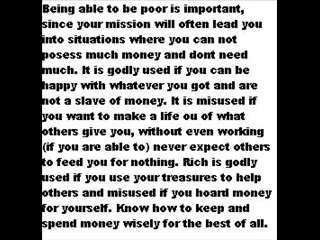 Being able to be poor is important,
since your mission will often lead you
into situations where you can not
posess much money and dont need
much. It is godly used if you can be
happy with whatever you got and are
not a slave of money. It is misused if
you want to make a life ou of what
others give you, without even working
(if you are able to) never expect others
to feed you for nothing. Rich is godly
used if you use your treasures to help
others and misused if you hoard money
for yourself. Know how to keep and
spend money wisely for the best of all.